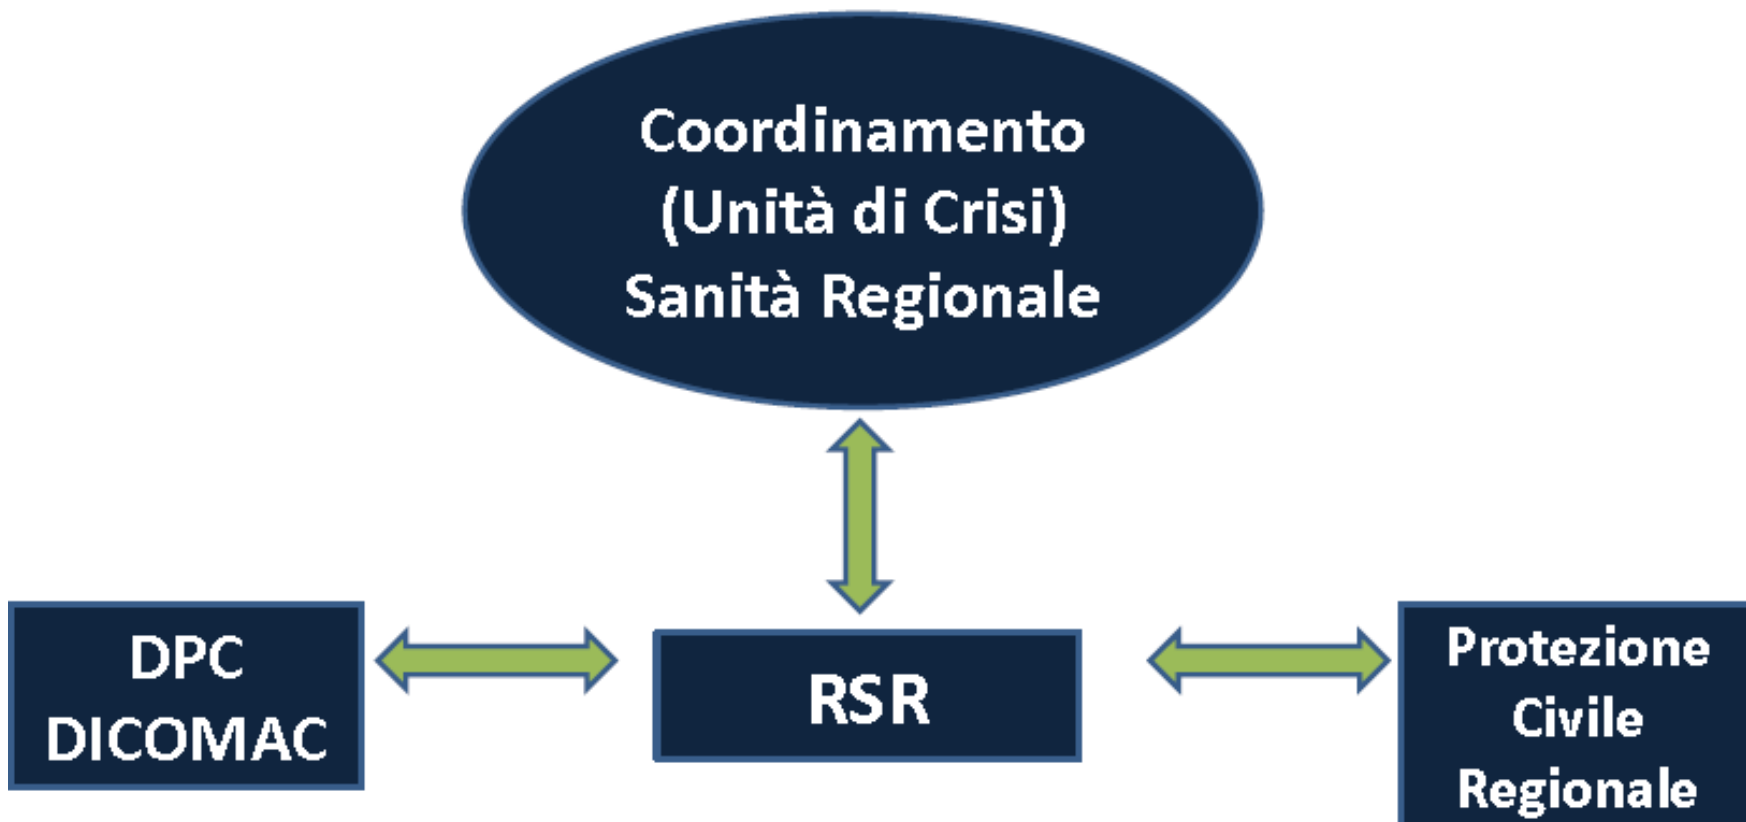 Coordinamento
(Unità di Crisi)
Sanità Regionale
DPC
DICOMAC
RSR
Protezione
Civile
Regionale